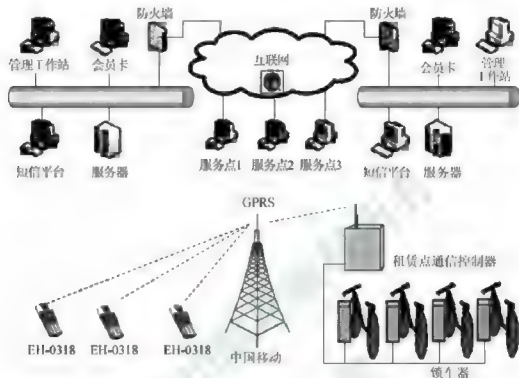 防火墙
防火墙
管理工作站
会员卡
互联网
会员卡
管理
工作站
短信平台
服务器
服务点1
服务点2
服务点3
短信平台
服务器
GPRS
租赁点通信控制器
EH-0318
EH-0318
EH-0318
中国移动
锁车器